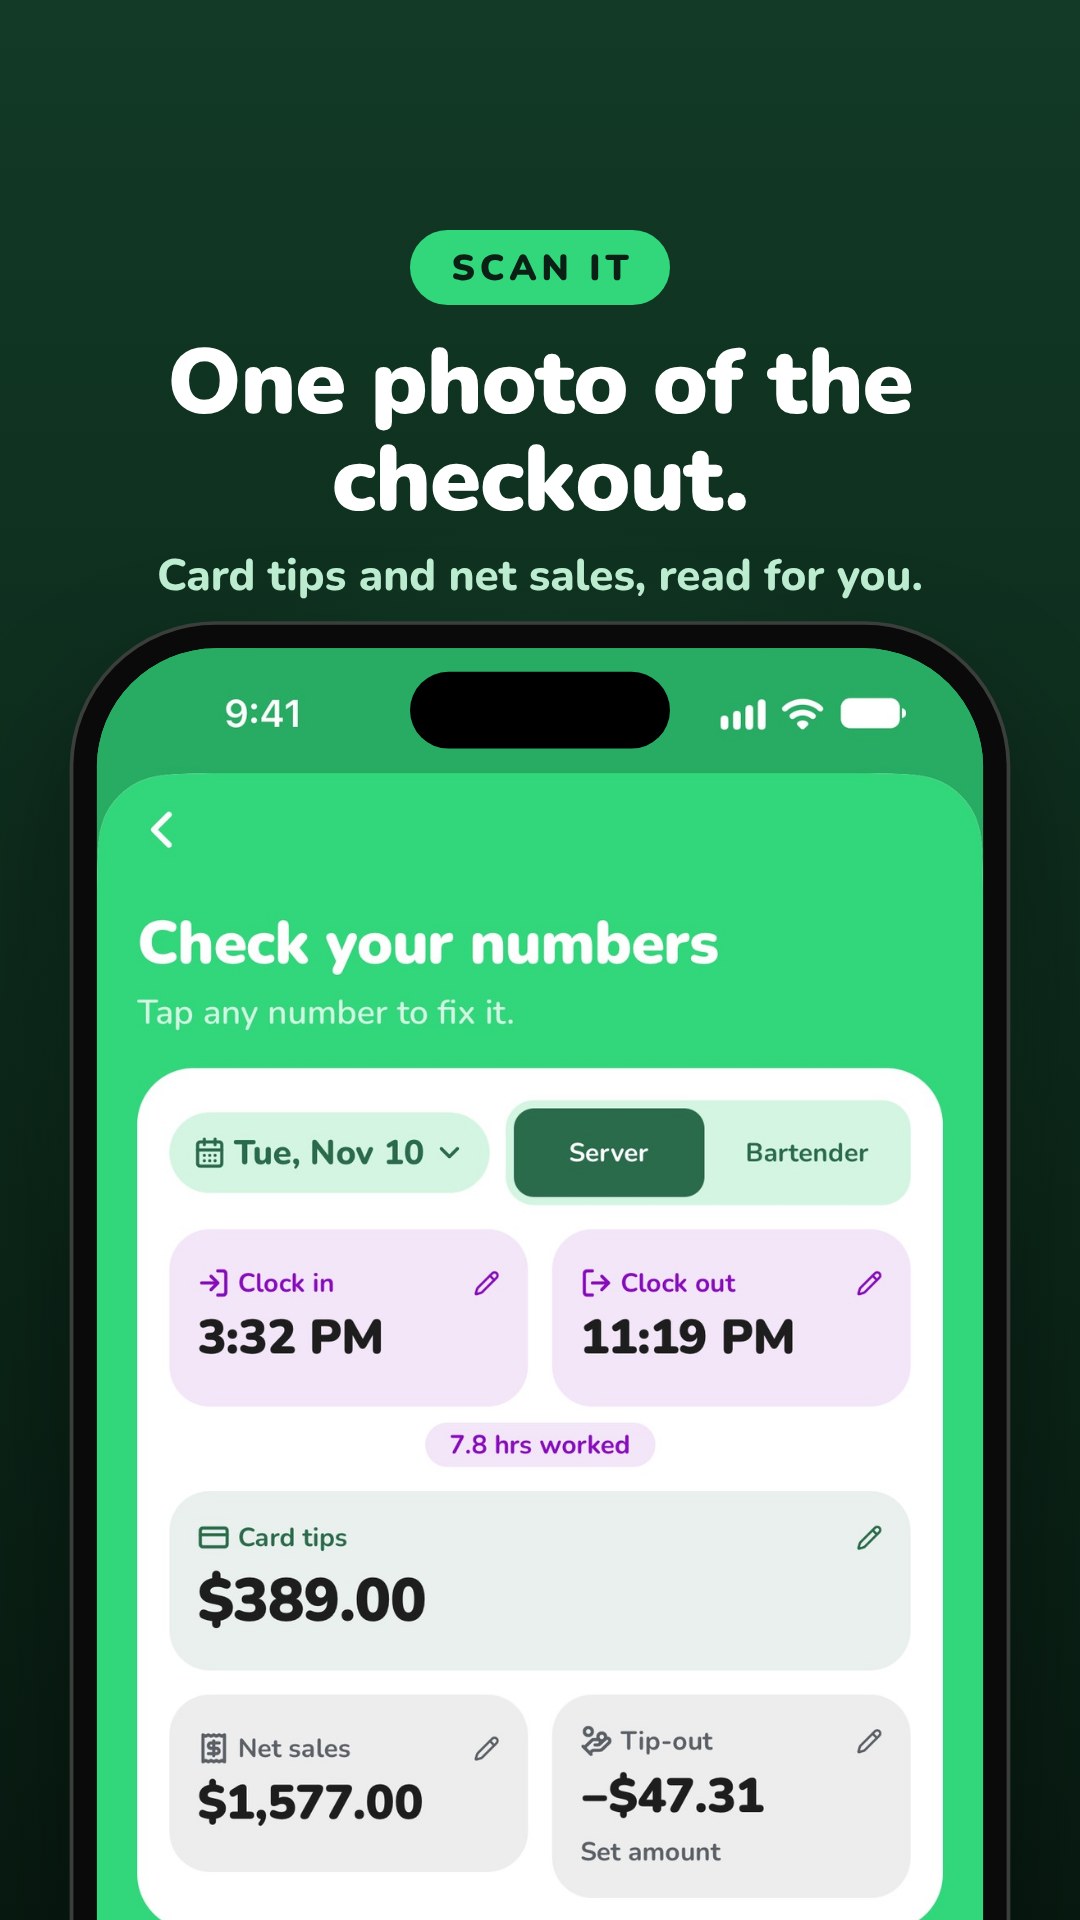 SCAN IT
One photo of the
checkout.
Card tips and net sales, read for you.
9:41
Check your numbers
Tap any number to fix it.
Tue, Nov 10
Server
Bartender
Clock in
3:32 PM
Clock out
11:19 PM
7.8 hrs worked
Card tips
$389.00
Net sales
$1,577.00
Tip-out
–$47.31
Set amount